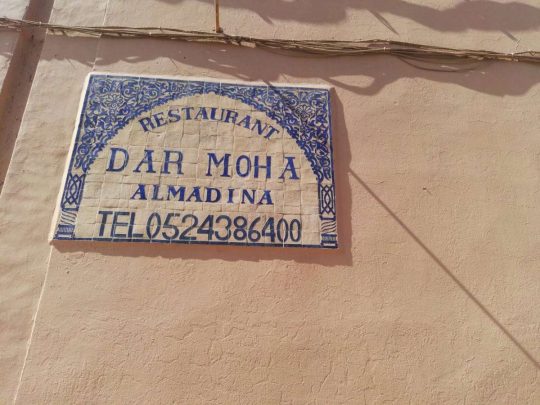 RESTAURANT
DAR MOHA
ALMADINA
TEL0524386400